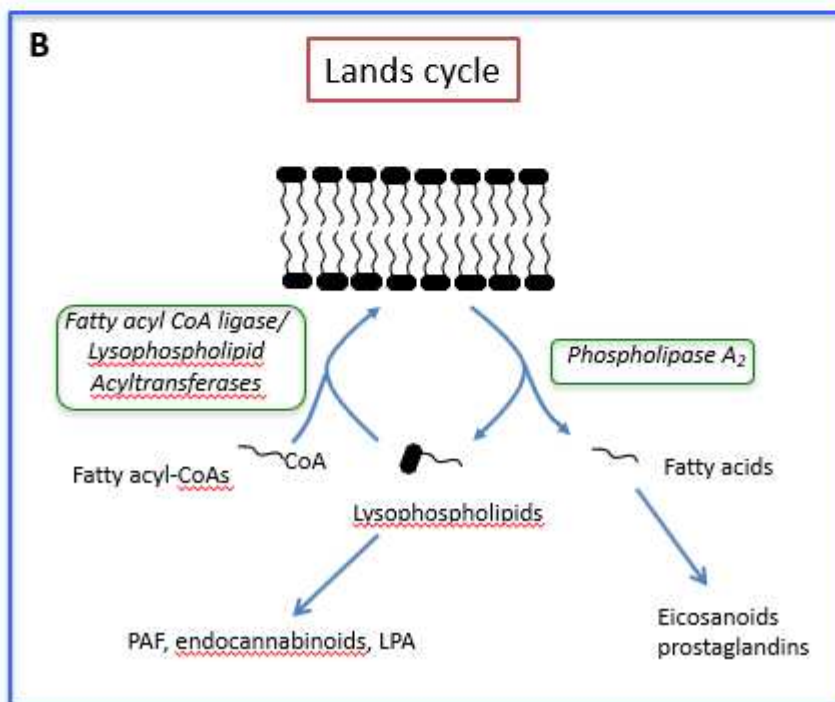 B
Lands cycle
Fatty acyl CoA ligase/
Lysophospholipid
Acyltransferases
Phospholipase A2
CoA
Fatty acyl-CoAs
Fatty acids
Lysophospholipids
PAF, endocannabinoids, LPA
Eicosanoids
prostaglandins